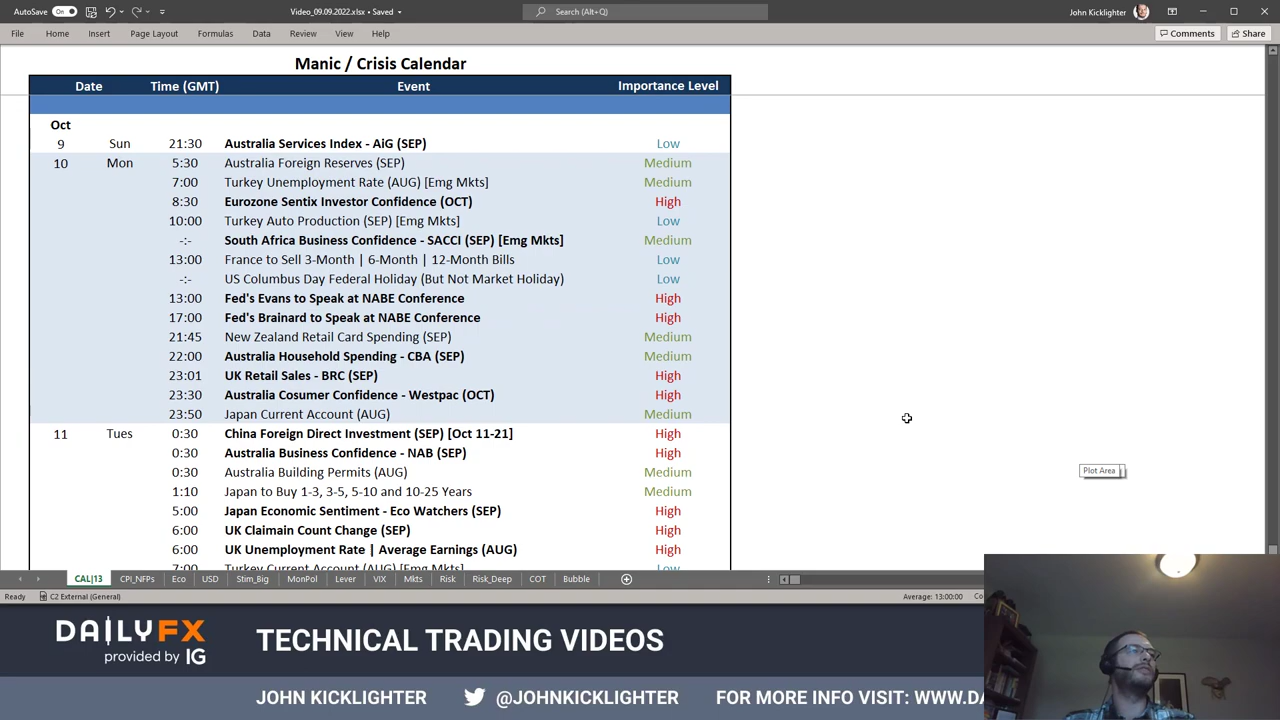 AutoSave On Video_09.09.2022.xlsx • Saved Search (Alt+Q) John Kicklighter
File Home Insert Page Layout Formulas Data Review View Help Comments Share
Manic / Crisis Calendar
Date Time (GMT) Event Importance Level
Oct
9 Sun 21:30 Australia Services Index - AiG (SEP) Low
10 Mon 5:30 Australia Foreign Reserves (SEP) Medium
7:00 Turkey Unemployment Rate (AUG) [Emg Mkts] Medium
8:30 Eurozone Sentix Investor Confidence (OCT) High
10:00 Turkey Auto Production (SEP) [Emg Mkts] Low
-:- South Africa Business Confidence - SACCI (SEP) [Emg Mkts] Medium
13:00 France to Sell 3-Month | 6-Month | 12-Month Bills Low
-:- US Columbus Day Federal Holiday (But Not Market Holiday) Low
13:00 Fed's Evans to Speak at NABE Conference High
17:00 Fed's Brainard to Speak at NABE Conference High
21:45 New Zealand Retail Card Spending (SEP) Medium
22:00 Australia Household Spending - CBA (SEP) Medium
23:01 UK Retail Sales - BRC (SEP) High
23:30 Australia Cosumer Confidence - Westpac (OCT) High
23:50 Japan Current Account (AUG) Medium
11 Tues 0:30 China Foreign Direct Investment (SEP) [Oct 11-21] High
0:30 Australia Business Confidence - NAB (SEP) High
0:30 Australia Building Permits (AUG) Medium
1:10 Japan to Buy 1-3, 3-5, 5-10 and 10-25 Years Medium
5:00 Japan Economic Sentiment - Eco Watchers (SEP) High
6:00 UK Claimain Count Change (SEP) High
6:00 UK Unemployment Rate | Average Earnings (AUG) High
7:00 Turkey Current Account (AUG) [Emg Mkts] Low
Plot Area
CAL|13 CPI_NFPs Eco USD Stim_Big MonPol Lever VIX Mkts Risk Risk_Deep COT Bubble
Ready C2 External (General) Average: 13:00:00
DAILYFX
provided by IG
TECHNICAL TRADING VIDEOS
JOHN KICKLIGHTER @JOHNKICKLIGHTER FOR MORE INFO VISIT: WWW.DA